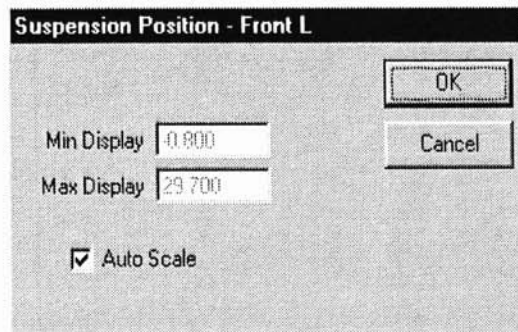 Suspension Position - Front L
OK
Min Display -0.800
Cancel
Max Display 29.700
Auto Scale